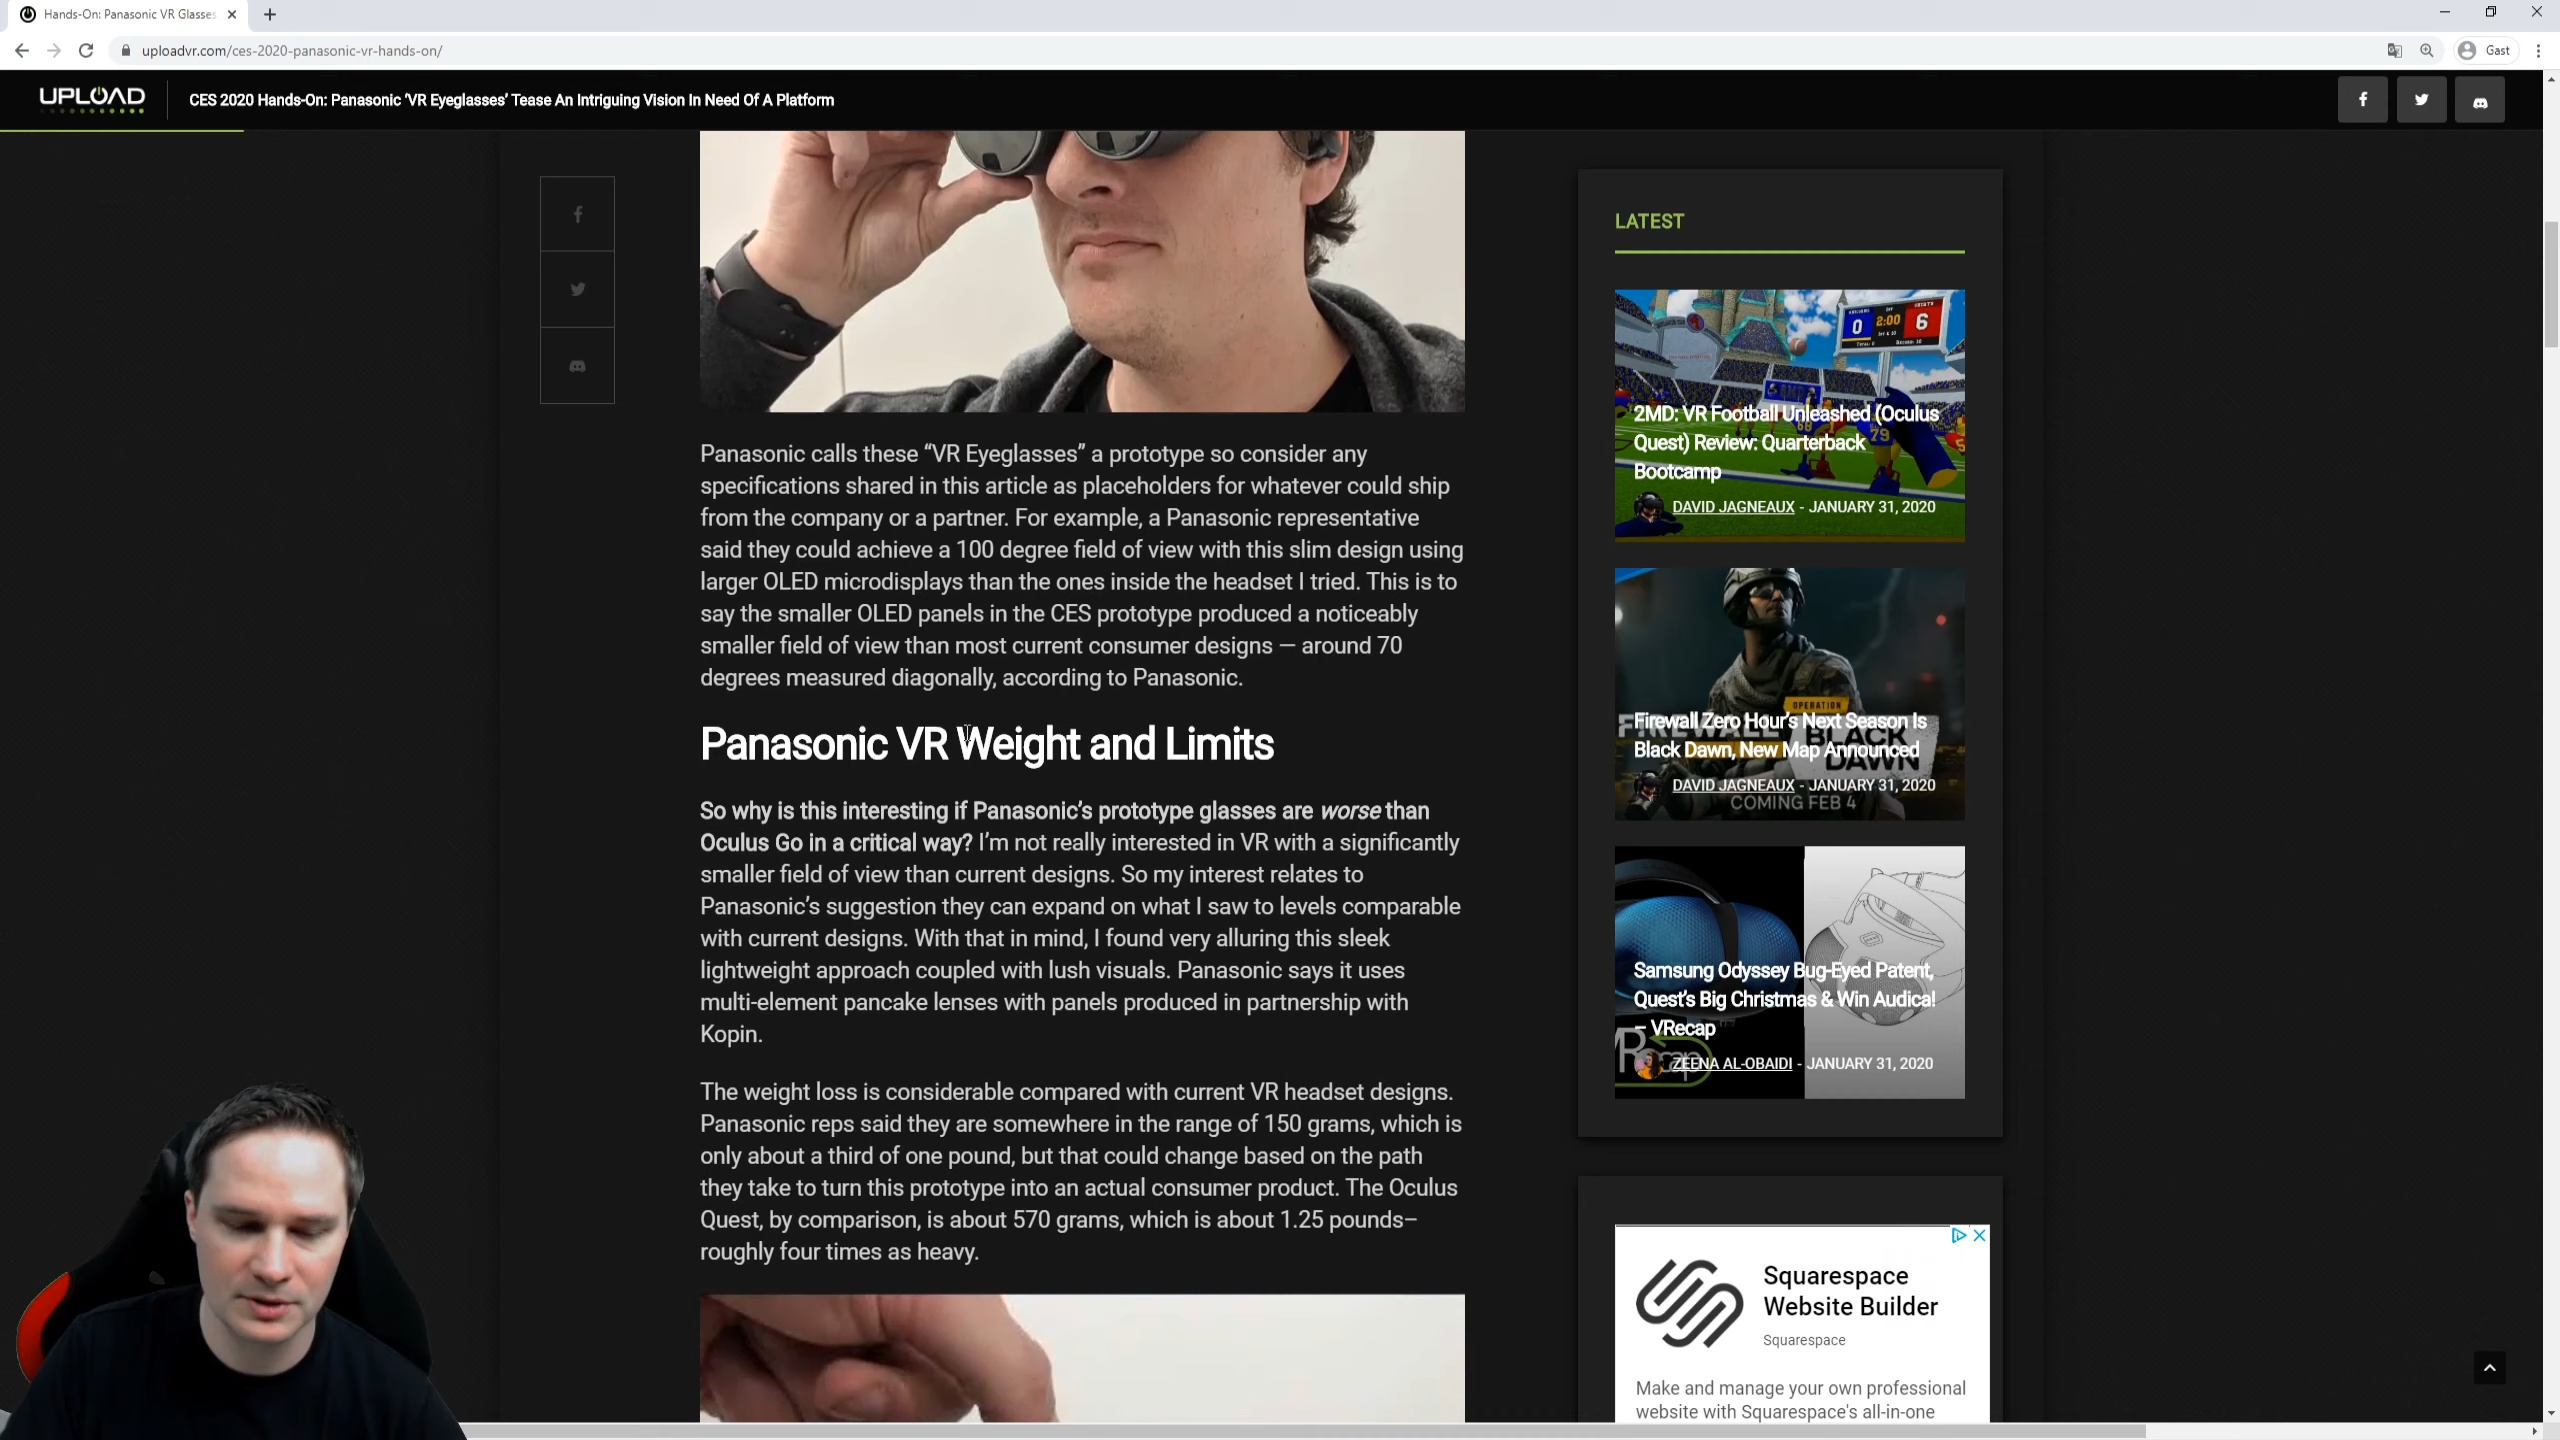 Hands-On: Panasonic VR Glasses
uploadvr.com/ces-2020-panasonic-vr-hands-on/
Gast
UPLOAD
CES 2020 Hands-On: Panasonic ‘VR Eyeglasses’ Tease An Intriguing Vision In Need Of A Platform
Panasonic calls these “VR Eyeglasses” a prototype so consider any
specifications shared in this article as placeholders for whatever could ship
from the company or a partner. For example, a Panasonic representative
said they could achieve a 100 degree field of view with this slim design using
larger OLED microdisplays than the ones inside the headset I tried. This is to
say the smaller OLED panels in the CES prototype produced a noticeably
smaller field of view than most current consumer designs — around 70
degrees measured diagonally, according to Panasonic.
Panasonic VR Weight and Limits
So why is this interesting if Panasonic’s prototype glasses are worse than
Oculus Go in a critical way? I’m not really interested in VR with a significantly
smaller field of view than current designs. So my interest relates to
Panasonic’s suggestion they can expand on what I saw to levels comparable
with current designs. With that in mind, I found very alluring this sleek
lightweight approach coupled with lush visuals. Panasonic says it uses
multi-element pancake lenses with panels produced in partnership with
Kopin.
The weight loss is considerable compared with current VR headset designs.
Panasonic reps said they are somewhere in the range of 150 grams, which is
only about a third of one pound, but that could change based on the path
they take to turn this prototype into an actual consumer product. The Oculus
Quest, by comparison, is about 570 grams, which is about 1.25 pounds–
roughly four times as heavy.
LATEST
0
2:00
6
79
2MD: VR Football Unleashed (Oculus
Quest) Review: Quarterback
Bootcamp
DAVID JAGNEAUX - JANUARY 31, 2020
OPERATION
FIREWALL
BLACK
DAWN
Firewall Zero Hour’s Next Season Is
Black Dawn, New Map Announced
DAVID JAGNEAUX - JANUARY 31, 2020
COMING FEB 4
Samsung Odyssey Bug-Eyed Patent,
Quest’s Big Christmas & Win Audica!
– VRecap
ZEENA AL-OBAIDI - JANUARY 31, 2020
Squarespace
Website Builder
Squarespace
Make and manage your own professional
website with Squarespace's all-in-one